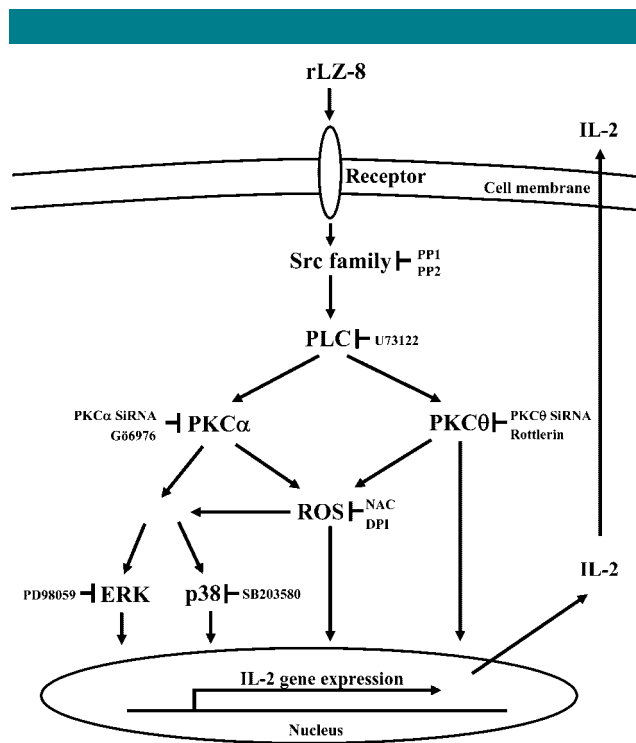 rLZ-8
IL-2
Receptor
Cell membrane
Src family
PP1
PP2
PLC
U73122
PKCα SiRNA
Gö6976
PKCα
PKCθ
PKCθ SiRNA
Rottlerin
ROS
NAC
DPI
PD98059
ERK
p38
SB203580
IL-2
IL-2 gene expression
Nucleus